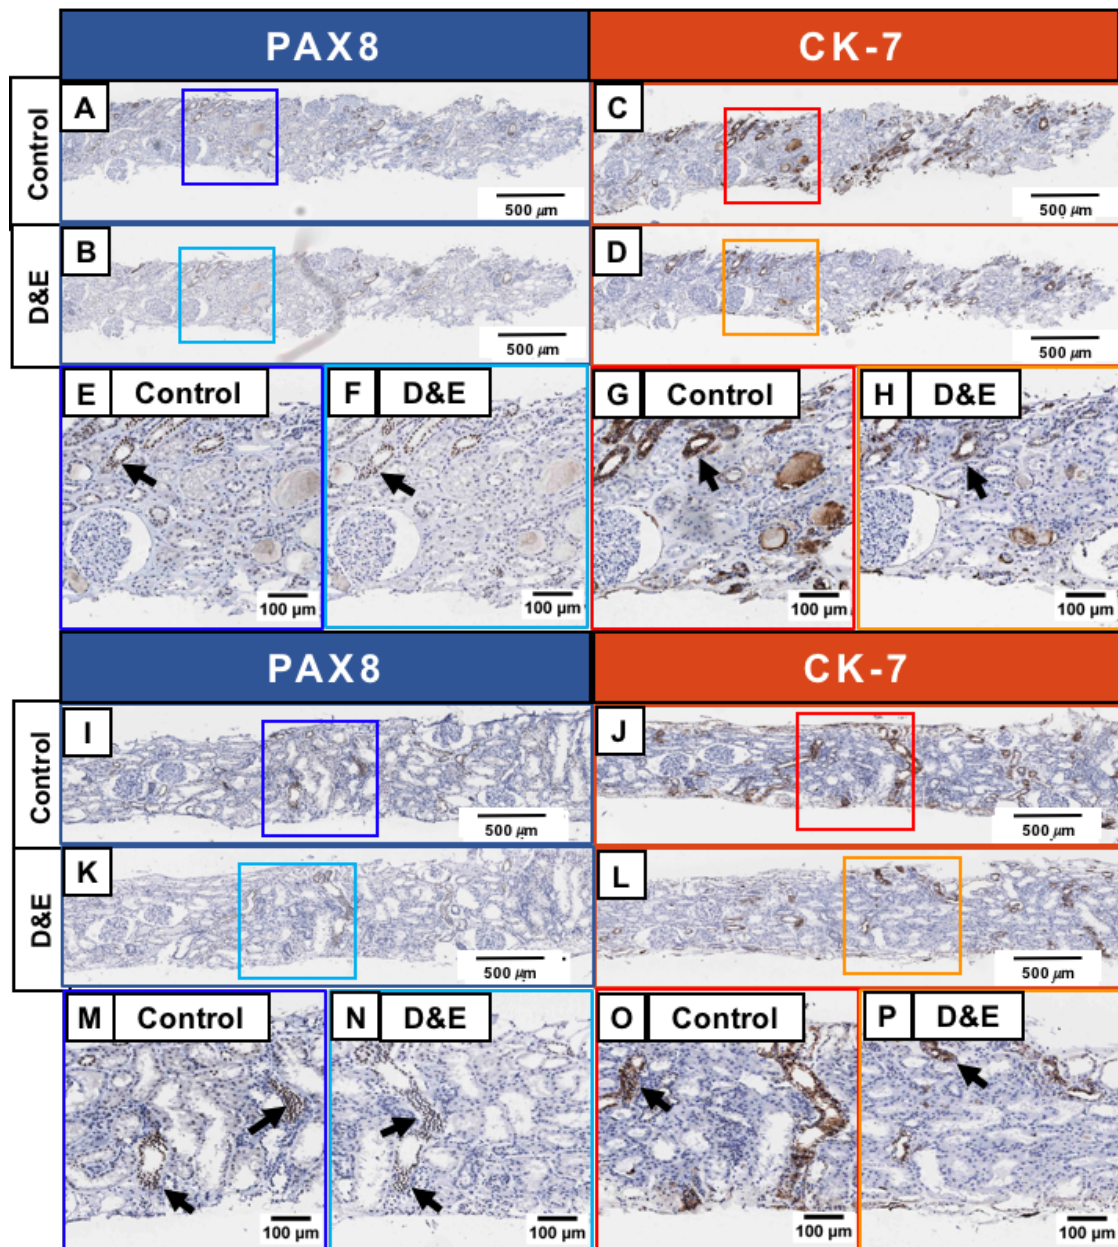 PAX8 CK-7
Control
A
500 μm
C
500 μm
D&E
B
500 μm
D
500 μm
E Control
100 μm
F D&E
100 μm
G Control
100 μm
H D&E
100 μm
PAX8 CK-7
Control
I
500 μm
J
500 μm
D&E
K
500 μm
L
500 μm
M Control
100 μm
N D&E
100 μm
O Control
100 μm
P D&E
100 μm